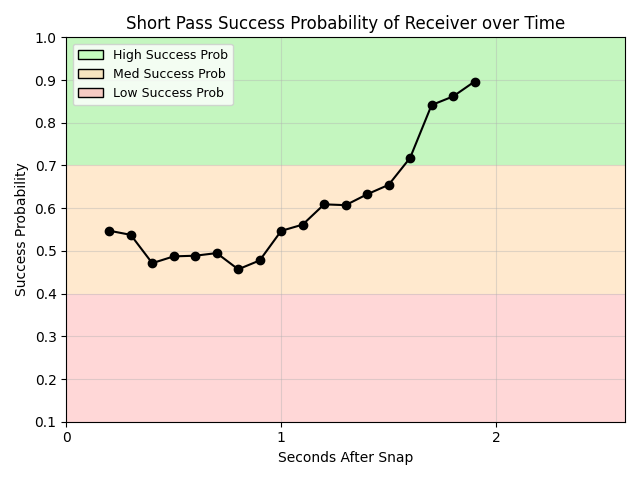 Short Pass Success Probability of Receiver over Time
High Success Prob
Med Success Prob
Low Success Prob
Success Probability
1.0
0.9
0.8
0.7
0.6
0.5
0.4
0.3
0.2
0.1
0 1 2
Seconds After Snap